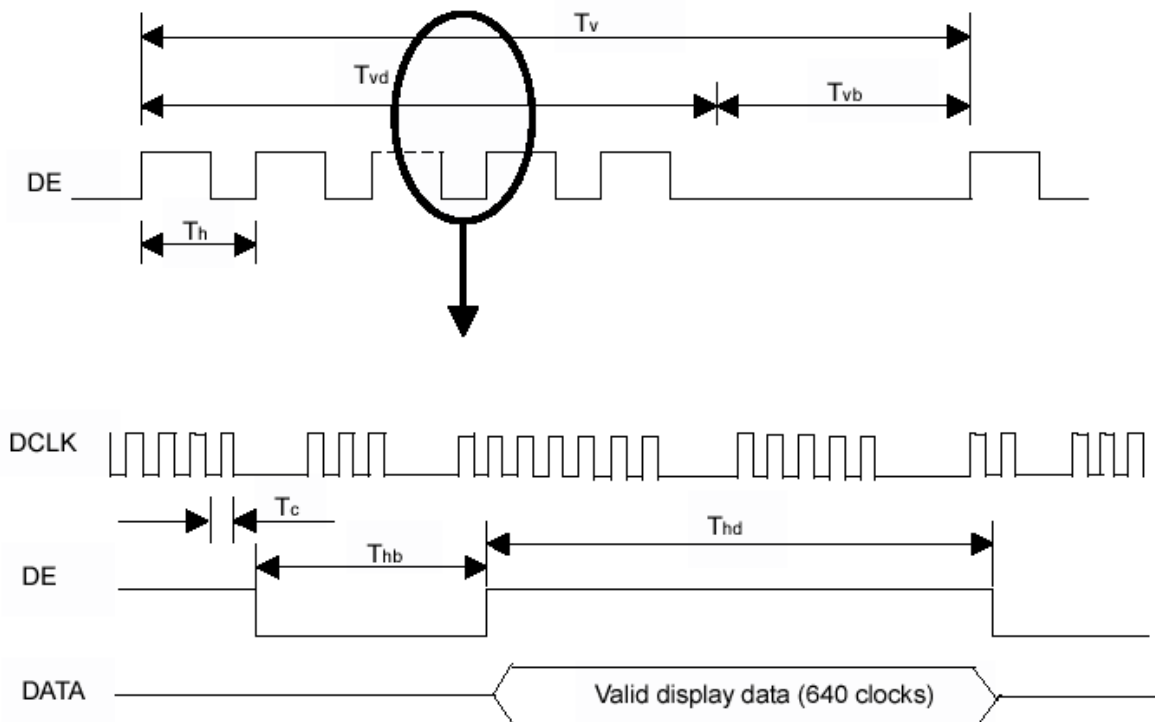 Tv
Tvd
Tvb
DE
Th
DCLK
Tc
Thd
Thb
DE
DATA
Valid display data (640 clocks)